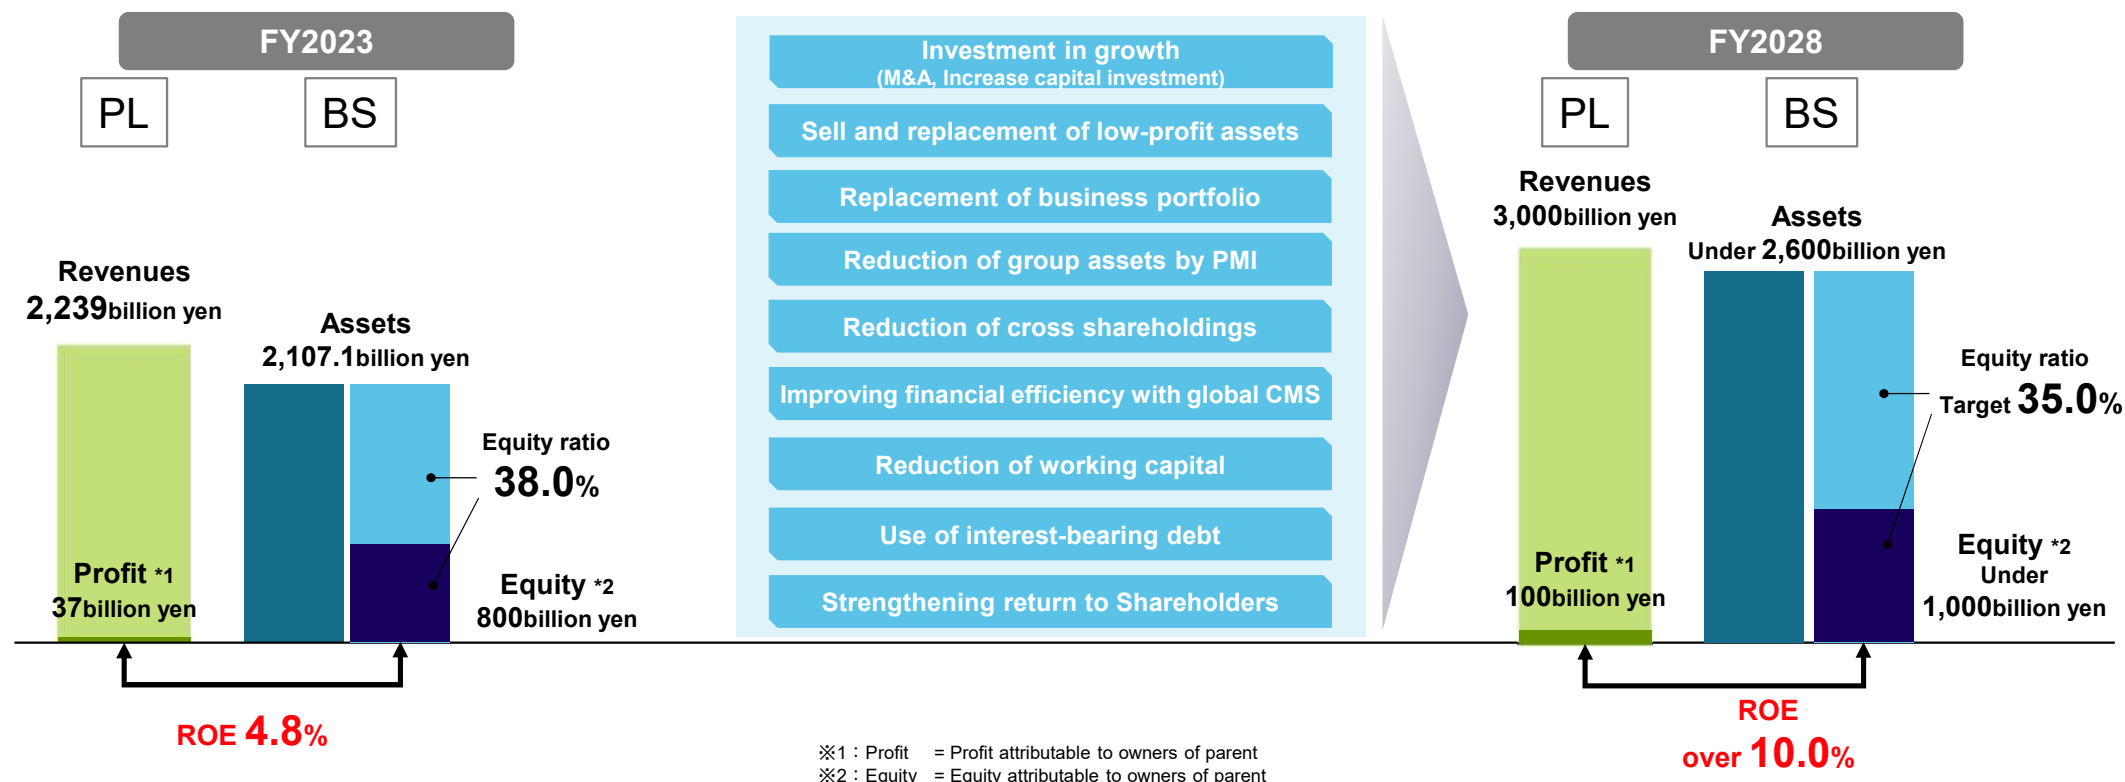 FY2023
PL
BS
Revenues
2,239billion yen
Assets
2,107.1billion yen
Equity ratio
38.0%
Profit *1
37billion yen
Equity *2
800billion yen
ROE 4.8%
Investment in growth
(M&A, Increase capital investment)
Sell and replacement of low-profit assets
Replacement of business portfolio
Reduction of group assets by PMI
Reduction of cross shareholdings
Improving financial efficiency with global CMS
Reduction of working capital
Use of interest-bearing debt
Strengthening return to Shareholders
FY2028
PL
BS
Revenues
3,000billion yen
Assets
Under 2,600billion yen
Equity ratio
Target 35.0%
Profit *1
100billion yen
Equity *2
Under
1,000billion yen
ROE
over 10.0%
※1：Profit = Profit attributable to owners of parent
※2：Equity = Equity attributable to owners of parent